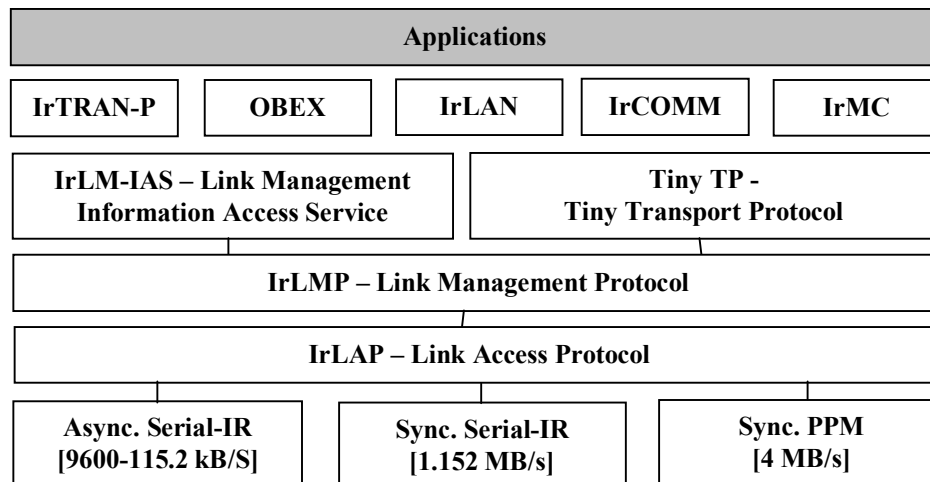 Applications
IrTRAN-P OBEX IrLAN IrCOMM IrMC
IrLM-IAS – Link Management
Information Access Service
Tiny TP -
Tiny Transport Protocol
IrLMP – Link Management Protocol
IrLAP – Link Access Protocol
Async. Serial-IR
[9600-115.2 kB/S]
Sync. Serial-IR
[1.152 MB/s]
Sync. PPM
[4 MB/s]